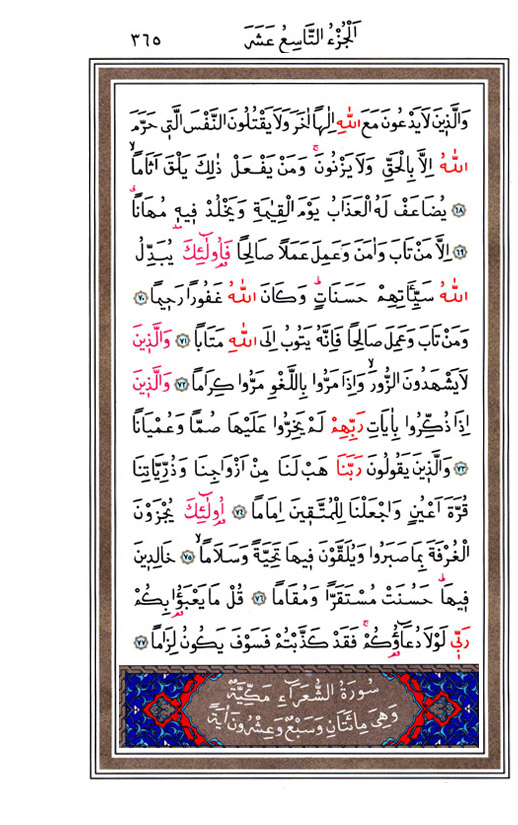 اَلْجُزْءُ التَّاسِعُ عَشَرَ ٣٦٥
وَالَّذ۪ينَ لَا يَدْعُونَ مَعَ اللّٰهِ اِلٰهًا اٰخَرَ وَلَا يَقْتُلُونَ النَّفْسَ الَّت۪ي حَرَّمَ
اللّٰهُ اِلَّا بِالْحَقِّ وَلَا يَزْنُونَۚ وَمَنْ يَفْعَلْ ذٰلِكَ يَلْقَ اَثَامًاۙ
﴿٦٨﴾ يُضَاعَفْ لَهُ الْعَذَابُ يَوْمَ الْقِيٰمَةِ وَيَخْلُدْ ف۪يه۪ مُهَانًاۗ
﴿٦٩﴾ اِلَّا مَنْ تَابَ وَاٰمَنَ وَعَمِلَ عَمَلًا صَالِحًا فَاُو۬لٰٓئِكَ يُبَدِّلُ
اللّٰهُ سَيِّـَٔاتِهِمْ حَسَنَاتٍۜ وَكَانَ اللّٰهُ غَفُورًا رَح۪يمًا ﴿٧٠﴾
وَمَنْ تَابَ وَعَمِلَ صَالِحًا فَاِنَّهُ يَتُوبُ اِلَى اللّٰهِ مَتَابًا ﴿٧١﴾ وَالَّذ۪ينَ
لَا يَشْهَدُونَ الزُّورَۙ وَاِذَا مَرُّوا بِاللَّغْوِ مَرُّوا كِرَامًا ﴿٧٢﴾ وَالَّذ۪ينَ
اِذَا ذُكِّرُوا بِاٰيَاتِ رَبِّهِمْ لَمْ يَخِرُّوا عَلَيْهَا صُمًّا وَعُمْيَانًا
﴿٧٣﴾ وَالَّذ۪ينَ يَقُولُونَ رَبَّنَا هَبْ لَنَا مِنْ اَزْوَاجِنَا وَذُرِّيَّاتِنَا
قُرَّةَ اَعْيُنٍ وَاجْعَلْنَا لِلْمُتَّق۪ينَ اِمَامًا ﴿٧٤﴾ اُو۬لٰٓئِكَ يُجْزَوْنَ
الْغُرْفَةَ بِمَا صَبَرُوا وَيُلَقَّوْنَ ف۪يهَا تَحِيَّةً وَسَلَامًاۙ ﴿٧٥﴾ خَالِد۪ينَ
ف۪يهَاۜ حَسُنَتْ مُسْتَقَرًّا وَمُقَامًا ﴿٧٦﴾ قُلْ مَا يَعْبَؤُ۬ا بِكُمْ
رَبّ۪ي لَوْلَا دُعَٓاؤُ۬كُمْۚ فَقَدْ كَذَّبْتُمْ فَسَوْفَ يَكُونُ لِزَامًا ﴿٧٧﴾
سُورَةُ الشُّعَرَٓاءِ مَكِّيَّةٌ
وَهِيَ مِائَتَانِ وَسَبْعٌ وَعِشْرُونَ اٰيَةً